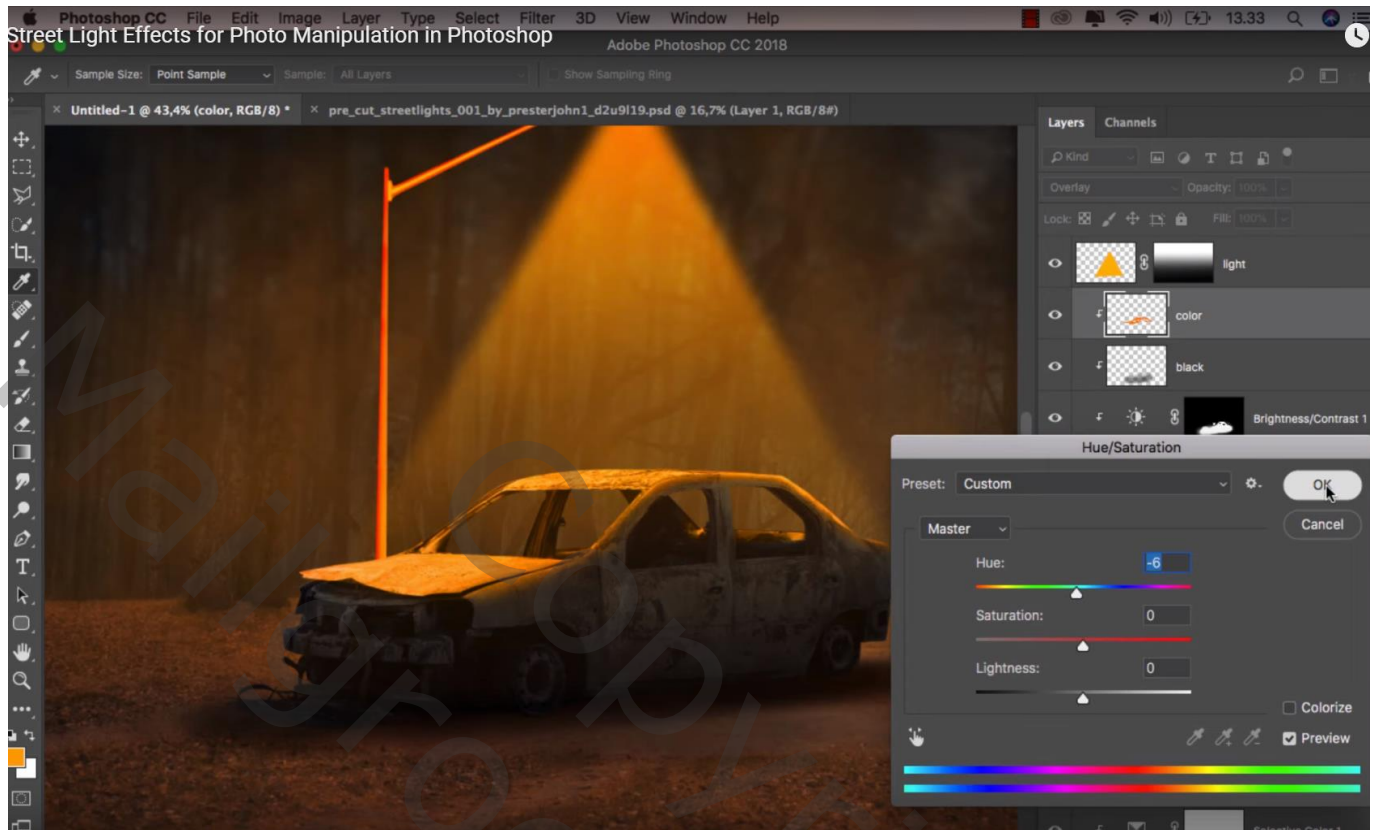 Photoshop CC File Edit Image Layer Type Select Filter 3D View Window Help 13.33
Street Light Effects for Photo Manipulation in Photoshop
Adobe Photoshop CC 2018
Sample Size: Point Sample Sample: All Layers Show Sampling Ring
× Untitled-1 @ 43,4% (color, RGB/8) * × pre_cut_streetlights_001_by_presterjohn1_d2u9l19.psd @ 16,7% (Layer 1, RGB/8#)
Layers Channels
Kind
Overlay Opacity: 100%
Lock: Fill: 100%
light
color
black
Brightness/Contrast 1
Hue/Saturation
Preset: Custom OK
Cancel
Master
Hue: -6
Saturation: 0
Lightness: 0
Colorize
Preview
Selective Color 1